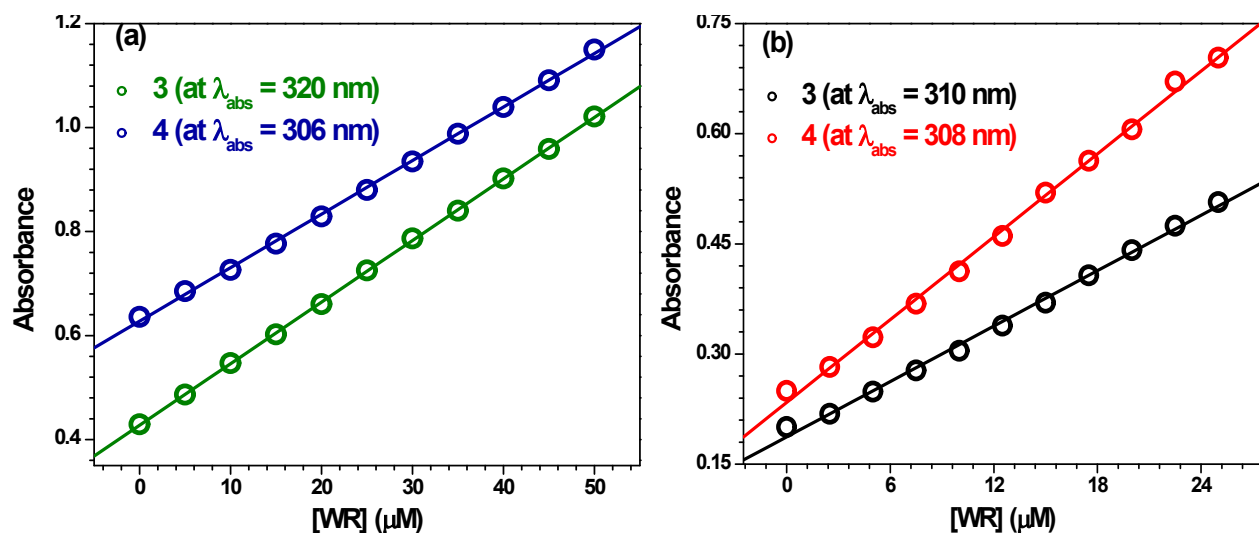 (a)
3 (at λabs = 320 nm)
4 (at λabs = 306 nm)
Absorbance
1.2
1.0
0.8
0.6
0.4
0 10 20 30 40 50
[WR] (μM)
(b)
3 (at λabs = 310 nm)
4 (at λabs = 308 nm)
Absorbance
0.75
0.60
0.45
0.30
0.15
0 6 12 18 24
[WR] (μM)